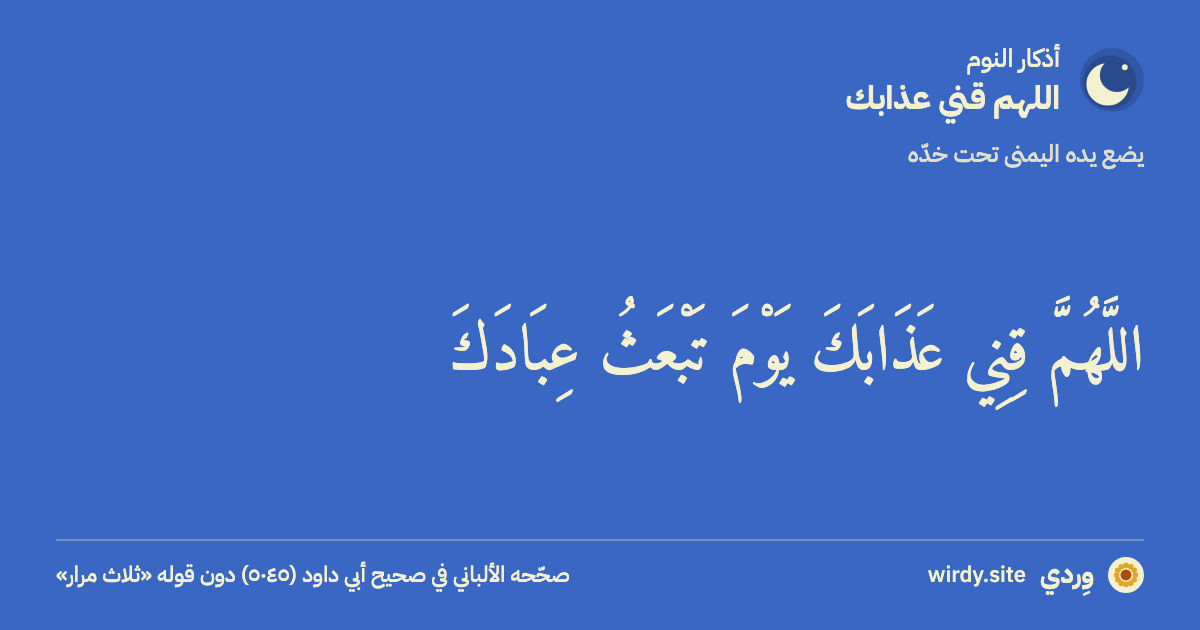 أذكار النوم
اللهم قني عذابك
يضع يده اليمنى تحت خدّه
اللَّهُمَّ قِنِي عَذَابَكَ يَوْمَ تَبْعَثُ عِبَادَكَ
وِردي wirdy.site
صحّحه الألباني في صحيح أبي داود (٥٠٤٥) دون قوله «ثلاث مرار»